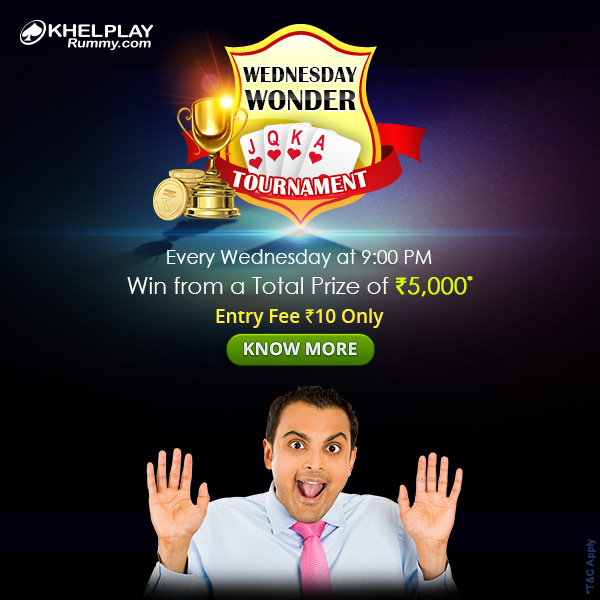 KHELPLAY
Rummy.com
WEDNESDAY
WONDER
J Q K A
TOURNAMENT
Every Wednesday at 9:00 PM
Win from a Total Prize of ₹5,000*
Entry Fee ₹10 Only
KNOW MORE
*T&C Apply